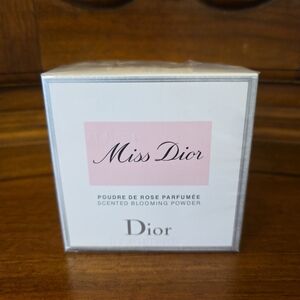 Miss Dior
POUDRE DE ROSE PARFUMÉE
SCENTED BLOOMING POWDER
Dior